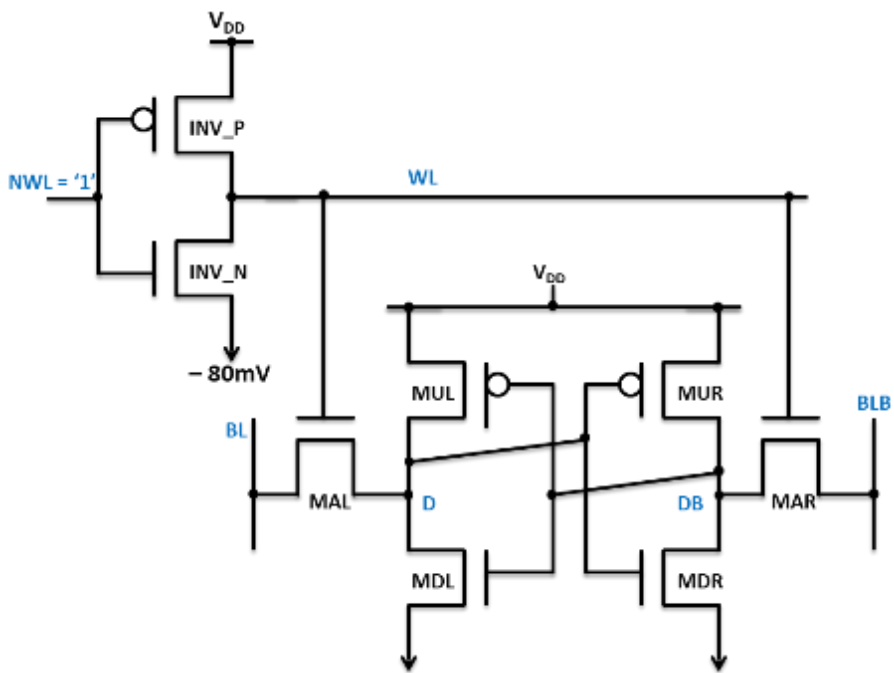 VDD
INV_P
NWL = '1'
WL
INV_N
VDD
– 80mV
MUL
MUR
BL
BLB
MAL
D
DB
MAR
MDL
MDR